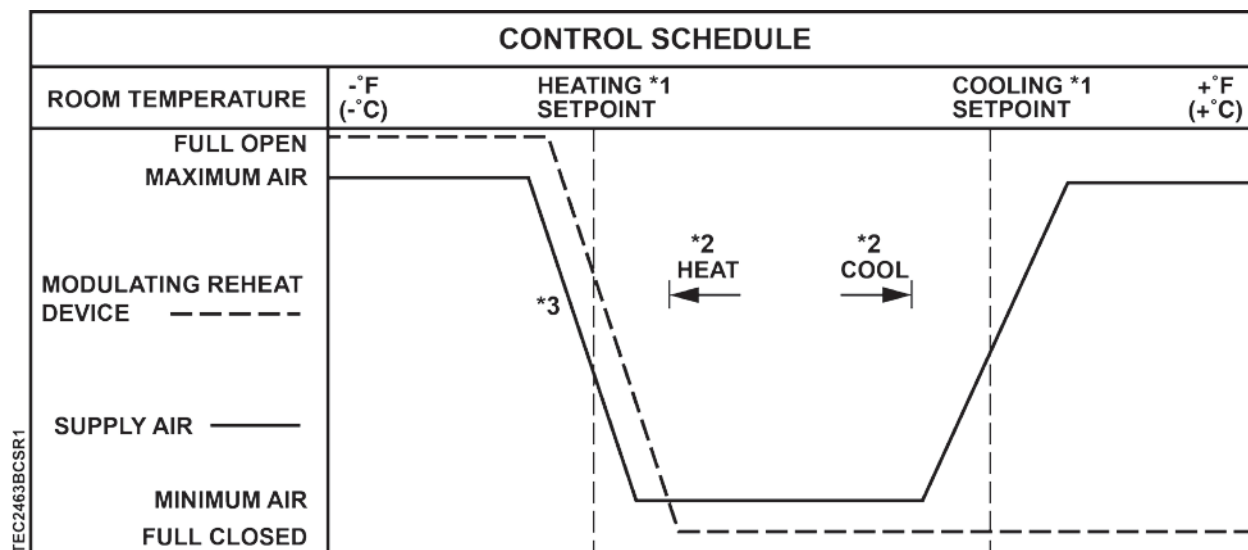 CONTROL SCHEDULE
ROOM TEMPERATURE
-˚F
(-˚C)
HEATING *1
SETPOINT
COOLING *1
SETPOINT
+˚F
(+˚C)
FULL OPEN
MAXIMUM AIR
*2
HEAT
*2
COOL
MODULATING REHEAT
DEVICE
*3
SUPPLY AIR
MINIMUM AIR
FULL CLOSED
TEC2463BCSR1